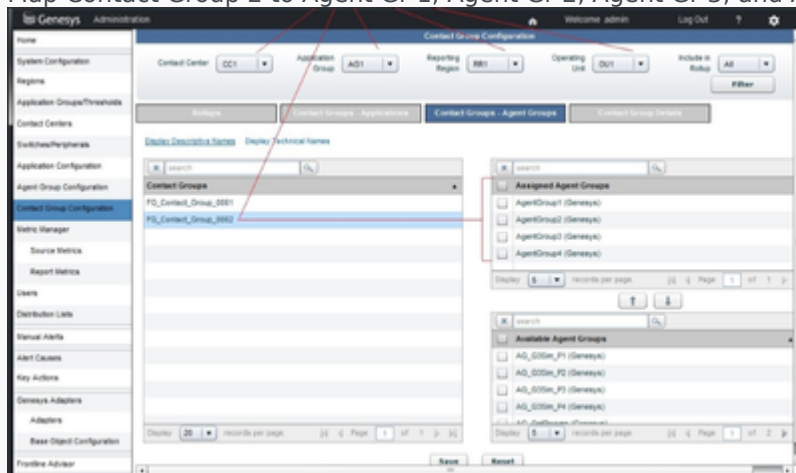 Map Contact Group 2 to Agent Gr 1, Agent Gr 2, Agent Gr 3, and
Genesys Administration Welcome admin Log Out ?
Home
System Configuration
Regions
Application Groups/Thresholds
Contact Centers
Switches/Peripherals
Application Configuration
Agent Group Configuration
Contact Group Configuration
Metric Manager
Source Metrics
Report Metrics
Users
Distribution Lists
Manual Alerts
Alert Causes
Key Actions
Genesys Adapters
Adapters
Base Object Configuration
Frontline Advisor
Contact Group Configuration
Contact Center CC1
Application Group AG1
Reporting Region RR1
Operating Unit OU1
Include in Rollup All
Filter
Rollups
Contact Groups - Applications
Contact Groups - Agent Groups
Contact Group Details
Display Descriptive Names Display Technical Names
search
Contact Groups
FG_Contact_Group_0001
FG_Contact_Group_0002
Display 20 records per page Page 1 of 1
search
Assigned Agent Groups
AgentGroup1 (Genesys)
AgentGroup2 (Genesys)
AgentGroup3 (Genesys)
AgentGroup4 (Genesys)
Display 5 records per page Page 1 of 1
search
Available Agent Groups
AG_GSSim_P1 (Genesys)
AG_GSSim_P2 (Genesys)
AG_GSSim_P3 (Genesys)
AG_GSSim_P4 (Genesys)
Display 5 records per page Page 1 of 2
Save Reset